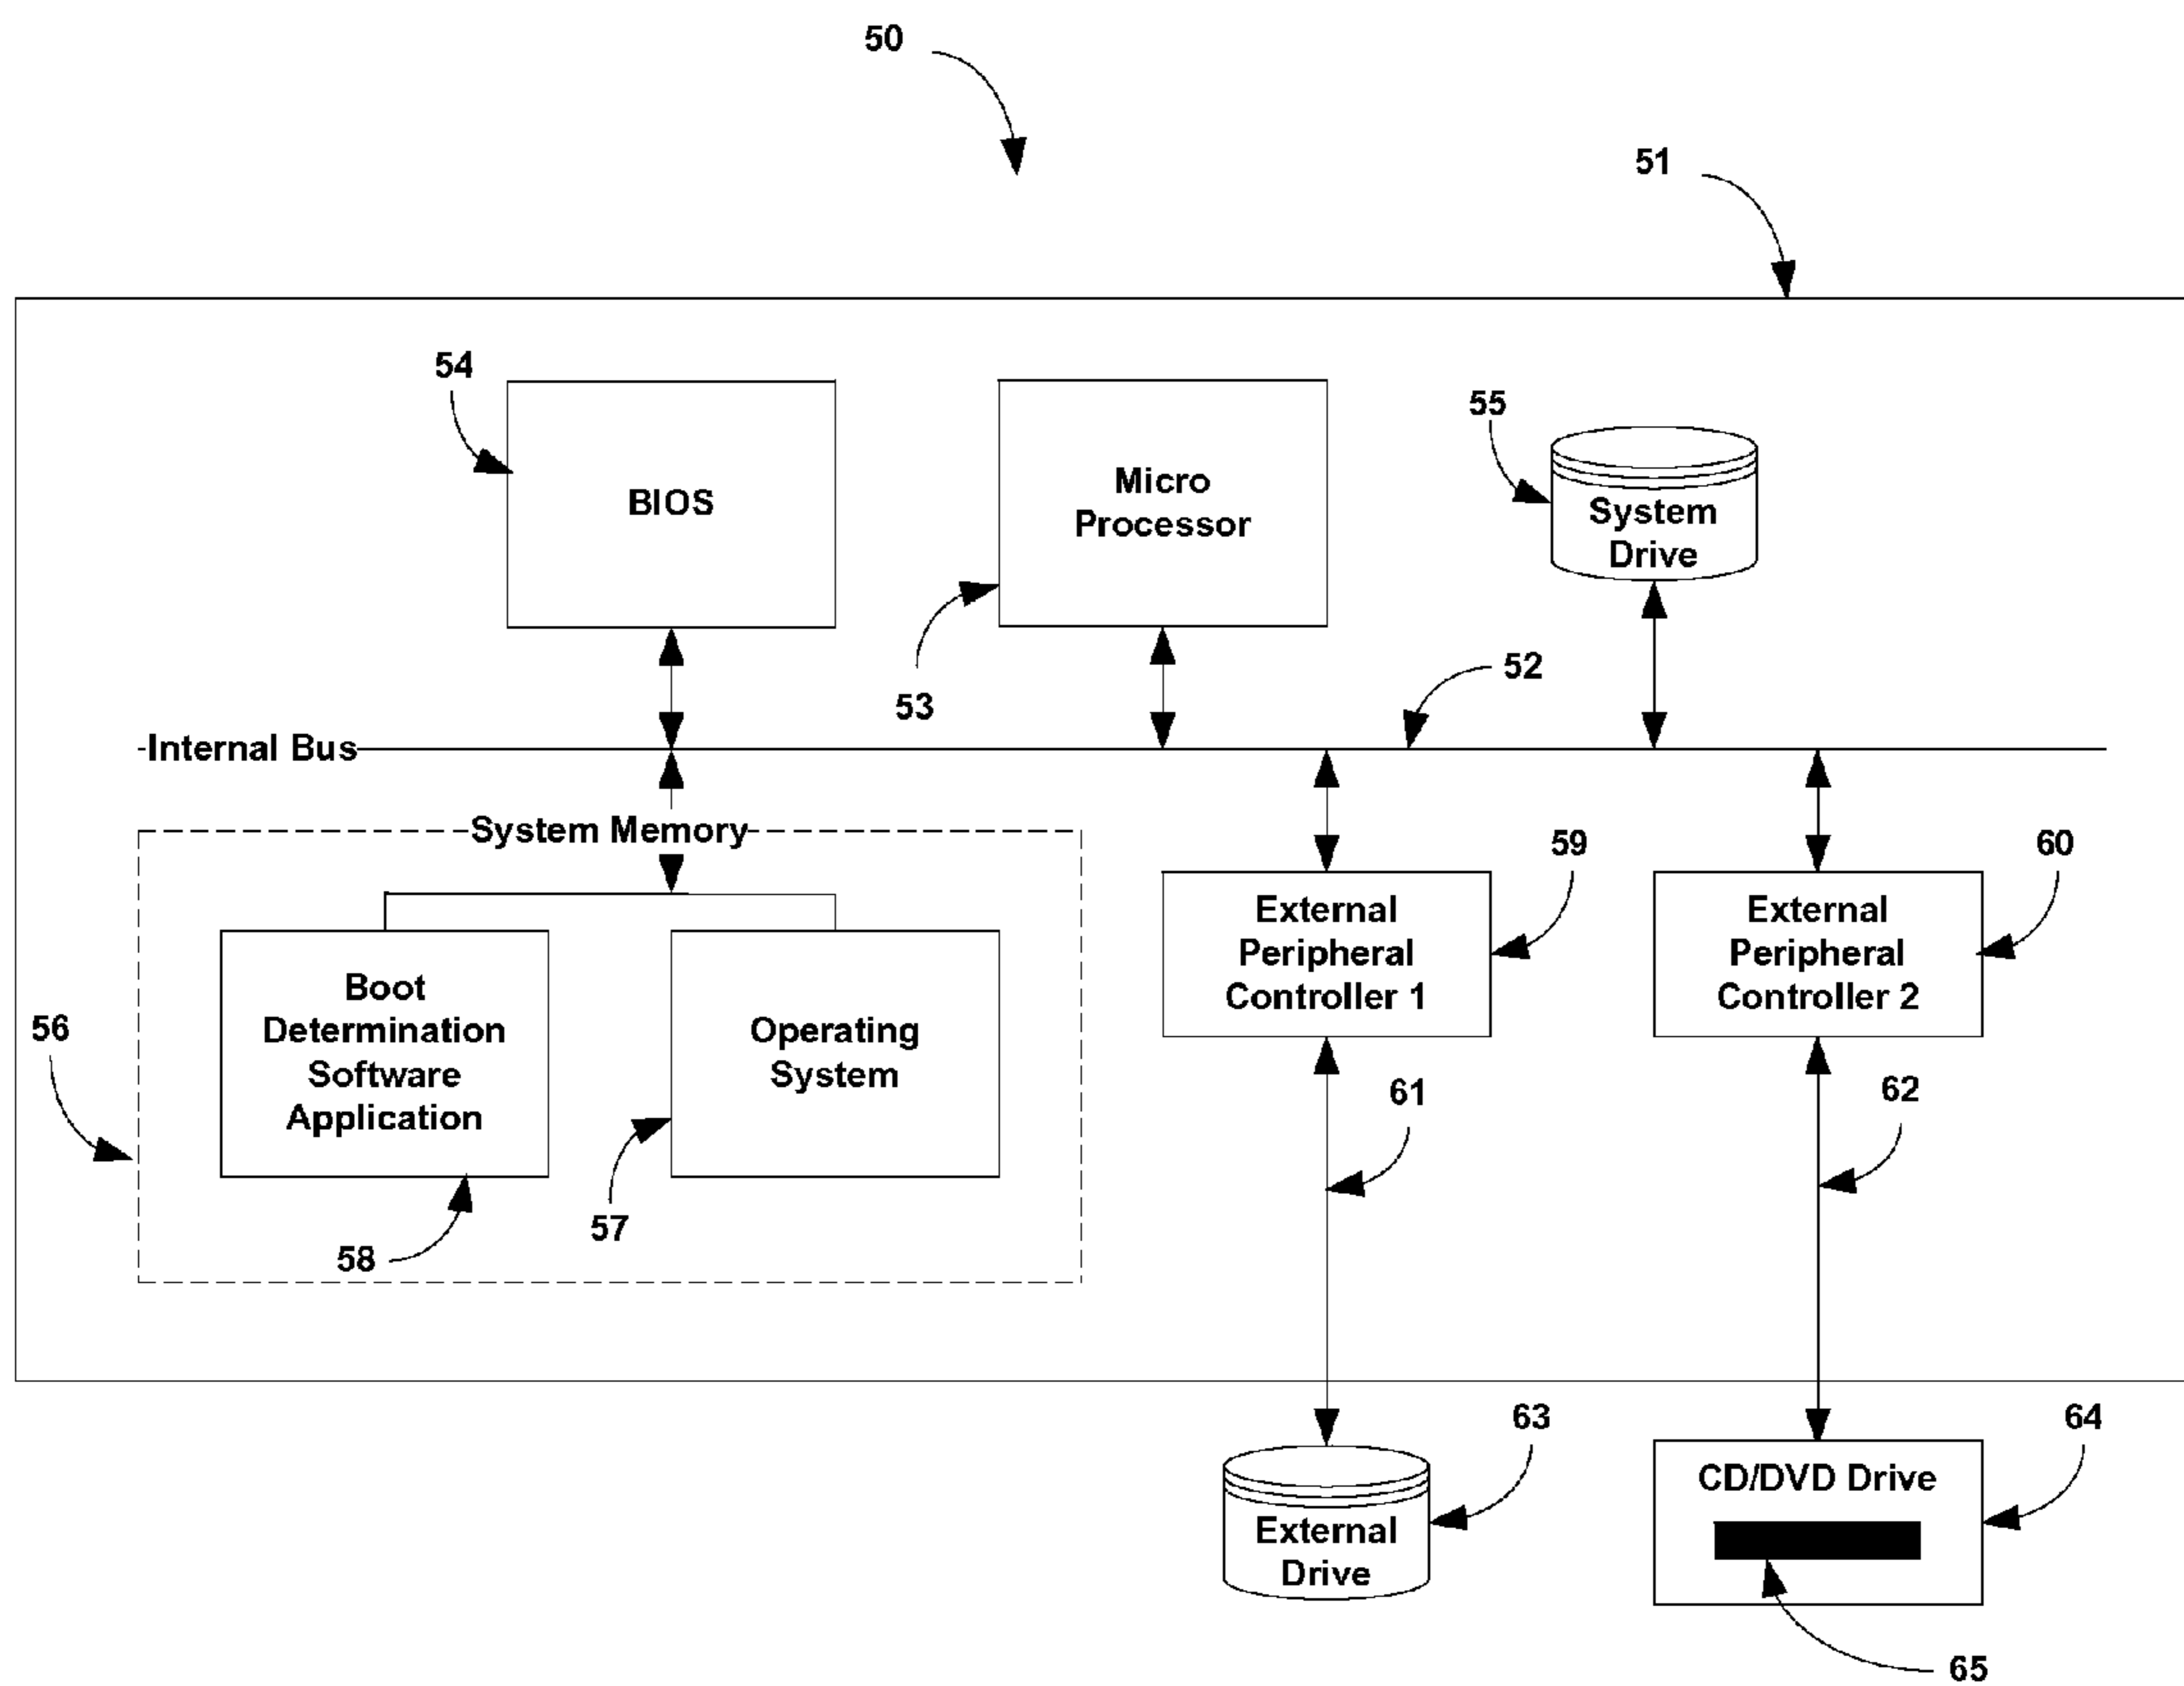 50
51
54
BIOS
Micro
Processor
55
System
Drive
53
52
Internal Bus
System Memory
59
60
External
Peripheral
Controller 1
External
Peripheral
Controller 2
56
Boot
Determination
Software
Application
Operating
System
61
62
57
58
63
64
External
Drive
CD/DVD Drive
65